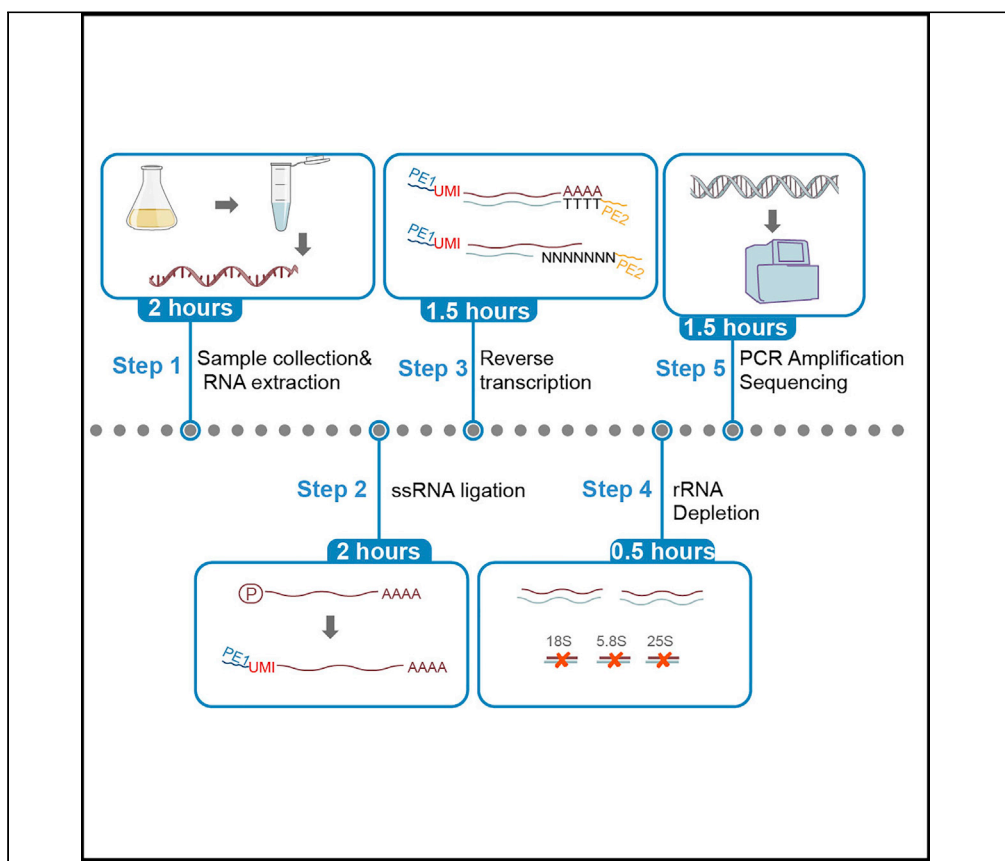 PE1
UMI
AAAA
TTTT
PE2
PE1
UMI
NNNNNNN
PE2
2 hours
1.5 hours
1.5 hours
Step 1
Sample collection&
RNA extraction
Step 3
Reverse
transcription
Step 5
PCR Amplification
Sequencing
Step 2
ssRNA ligation
Step 4
rRNA
Depletion
2 hours
0.5 hours
P
AAAA
PE1
UMI
AAAA
18S
5.8S
25S